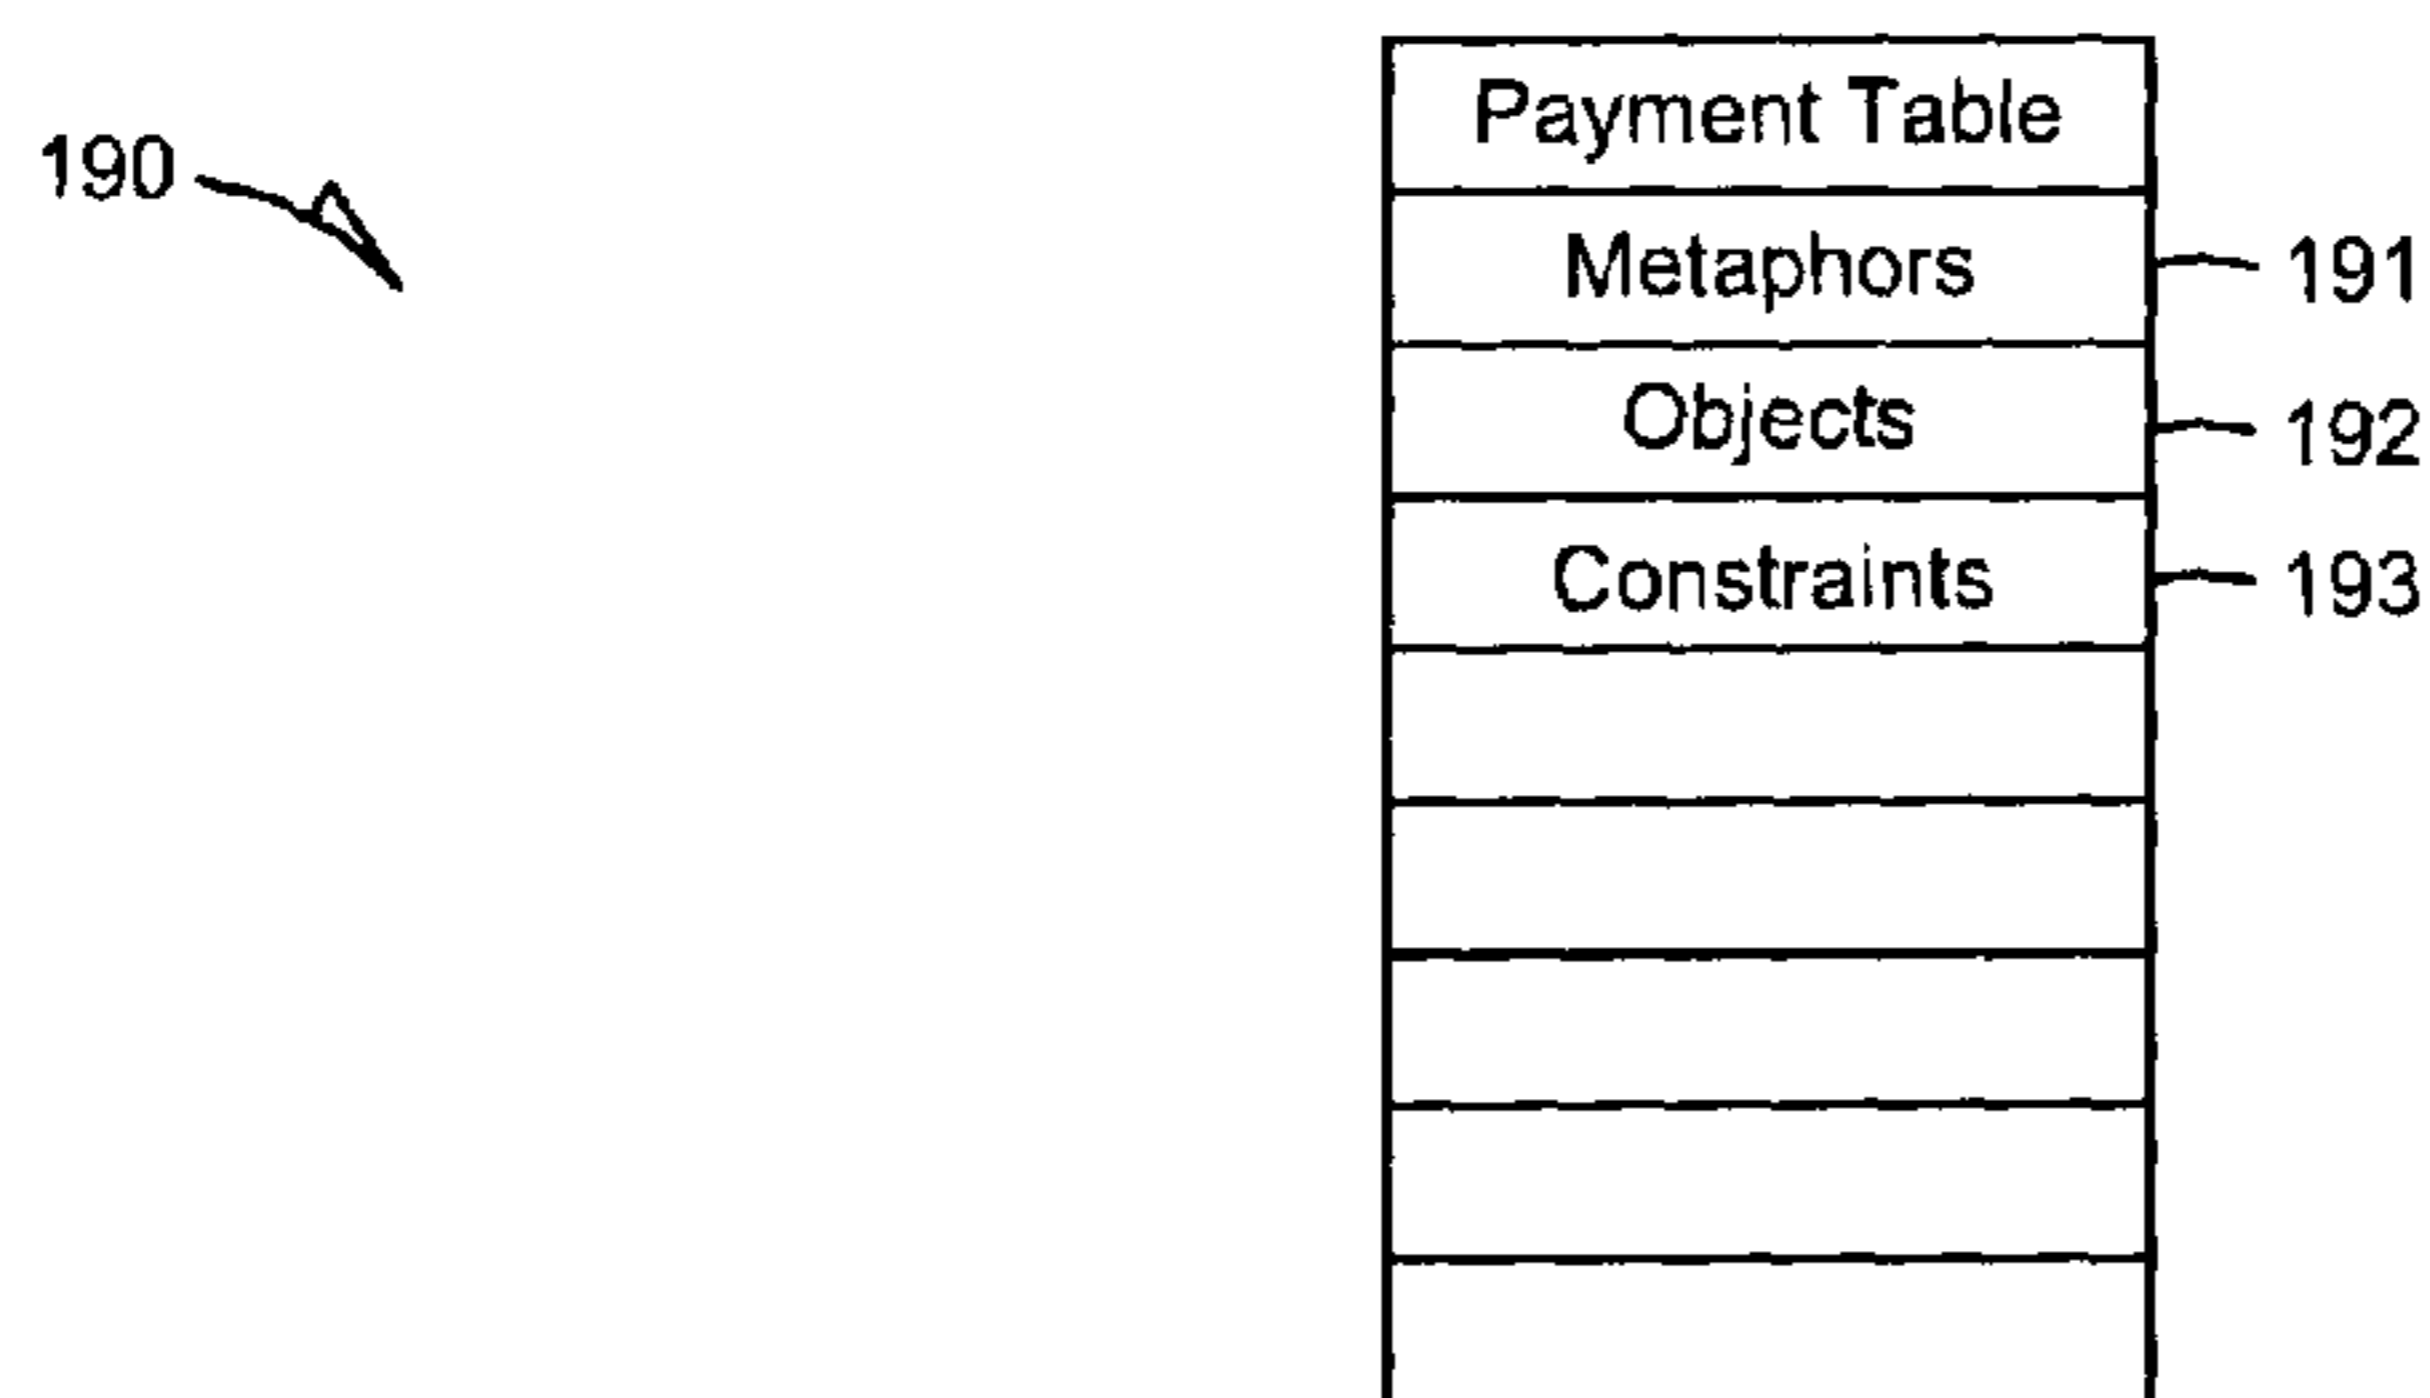 Payment Table
190
Metaphors 191
Objects 192
Constraints 193